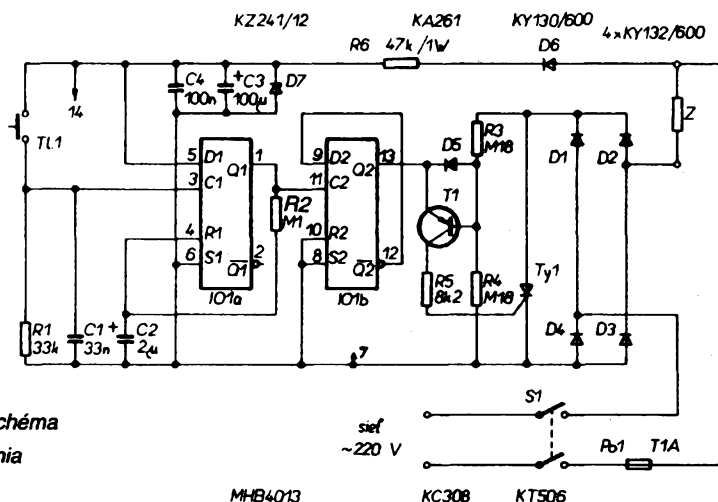 KZ241/12 KA261 KY130/600
4xKY132/600
R6 47k/1W D6
C4 100n
+ C3 100µ
D7
14
Tl.1
Z
5 D1 Q1 1
3 C1
4 R1
6 S1 Q1 2
IO1a
R2 M1
9 D2 Q2 13
11 C2
10 R2
8 S2 Q2 12
IO1b
D5
R3 M18
T1
R5 8k2
R4 M18
Ty1
D1 D2
D4 D3
R1 33k
C1 33n
+ C2 2µ
7
chéma
nia
sieť
~220 V
S1
Po1 T1A
MHB4013 KC308 KT506